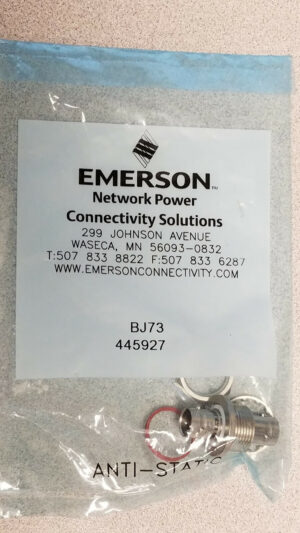 EMERSON
Network Power
Connectivity Solutions
299 JOHNSON AVENUE
WASECA, MN 56093-0832
T:507 833 8822 F:507 833 6287
WWW.EMERSONCONNECTIVITY.COM
BJ73
445927
ANTI-STATIC